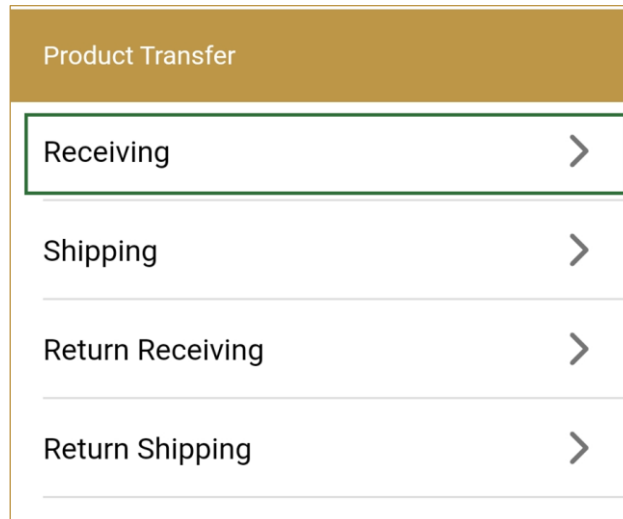 Product Transfer
Receiving
Shipping
Return Receiving
Return Shipping